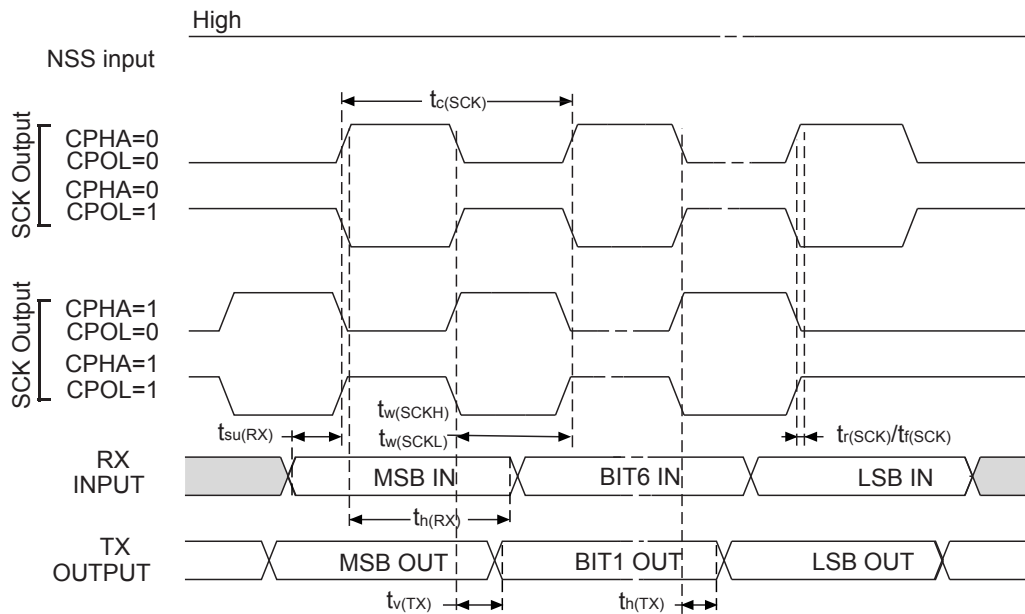 High
NSS input
tc(SCK)
SCK Output
CPHA=0
CPOL=0
CPHA=0
CPOL=1
SCK Output
CPHA=1
CPOL=0
CPHA=1
CPOL=1
tw(SCKH)
tw(SCKL)
tsu(RX)
tr(SCK)/tf(SCK)
RX
INPUT
MSB IN
BIT6 IN
LSB IN
th(RX)
TX
OUTPUT
MSB OUT
BIT1 OUT
LSB OUT
tv(TX)
th(TX)